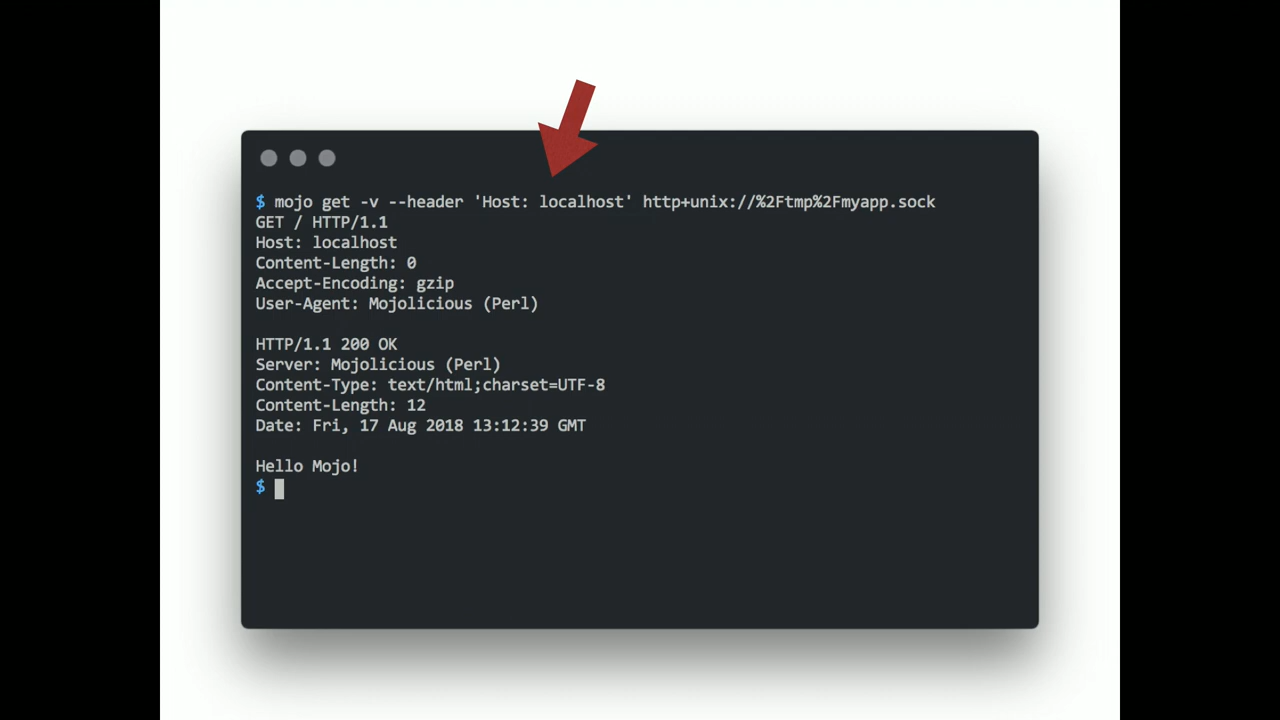 $ mojo get -v --header 'Host: localhost' http+unix://%2Ftmp%2Fmyapp.sock
GET / HTTP/1.1
Host: localhost
Content-Length: 0
Accept-Encoding: gzip
User-Agent: Mojolicious (Perl)
HTTP/1.1 200 OK
Server: Mojolicious (Perl)
Content-Type: text/html;charset=UTF-8
Content-Length: 12
Date: Fri, 17 Aug 2018 13:12:39 GMT
Hello Mojo!
$